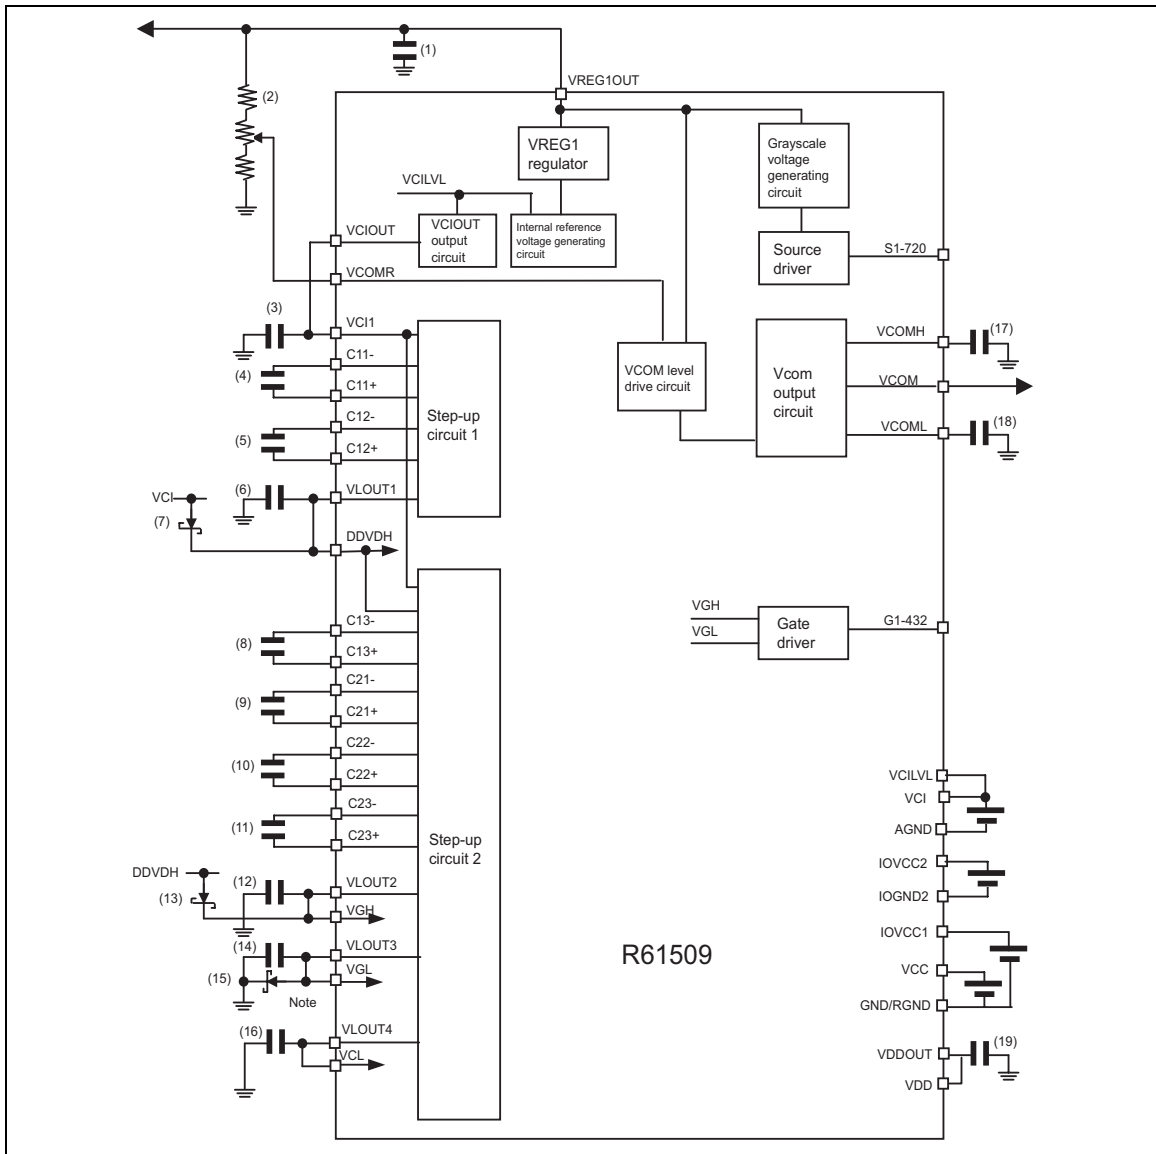 (1)
VREG1OUT
(2)
VREG1
regulator
Grayscale
voltage
generating
circuit
VCILVL
VCIOUT
VCIOUT
output
circuit
Internal reference
voltage generating
circuit
Source
driver
S1-720
VCOMR
(3)
VCI1
C11-
(4)
C11+
C12-
(5)
C12+
Step-up
circuit 1
VCOM level
drive circuit
Vcom
output
circuit
VCOMH
(17)
VCOM
VCOML
(18)
(6)
VLOUT1
VCI
(7)
DDVDH
C13-
(8)
C13+
C21-
(9)
C21+
C22-
(10)
C22+
C23-
(11)
C23+
Step-up
circuit 2
VGH
VGL
Gate
driver
G1-432
DDVDH
(12)
VLOUT2
(13)
VGH
(14)
VLOUT3
(15)
VGL
Note
(16)
VLOUT4
VCL
R61509
VCILVL
VCI
AGND
IOVCC2
IOGND2
IOVCC1
VCC
GND/RGND
VDDOUT
(19)
VDD